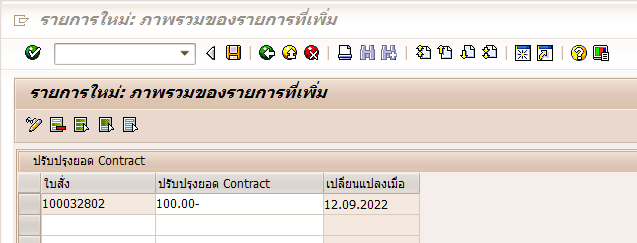 รายการใหม่: ภาพรวมของรายการที่เพิ่ม
รายการใหม่: ภาพรวมของรายการที่เพิ่ม
ปรับปรุงยอด Contract
ใบสั่ง ปรับปรุงยอด Contract เปลี่ยนแปลงเมื่อ
100032802 100.00- 12.09.2022